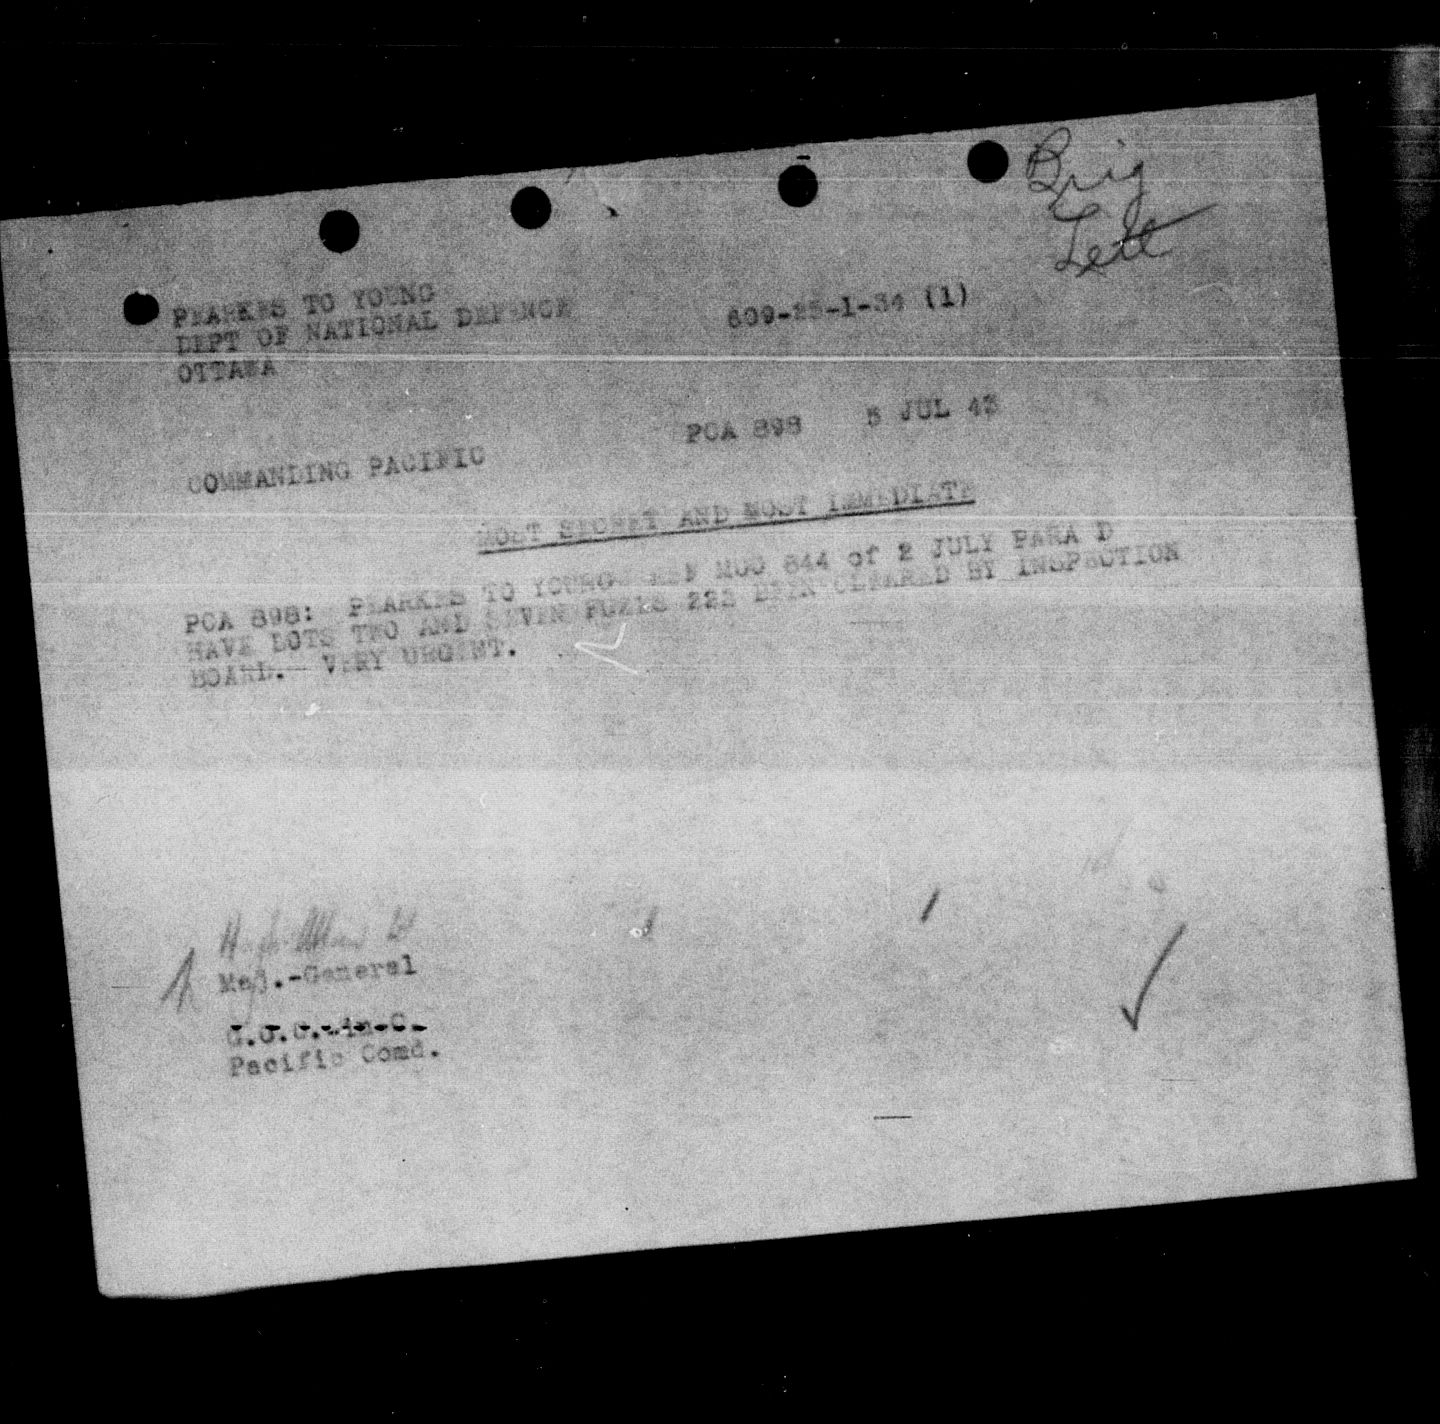 Brig
PEARKES TO YOUNG
DEPT OF NATIONAL DEFENCE
OTTAWA
609-25-1-34 (1)
PCA 898 5 JUL 43
COMMANDING PACIFIC
MOST SECRET AND MOST IMMEDIATE
PCA 898: PEARKES TO YOUNG REF MUO 844 of 2 JULY PARA D
HAVE LOTS TWO AND SEVEN FUZES 222 BEEN CLEARED BY INSPECTION
BOARD. VERY URGENT.
Maj.-General
G.O.C.-in-C.
Pacific Comd.